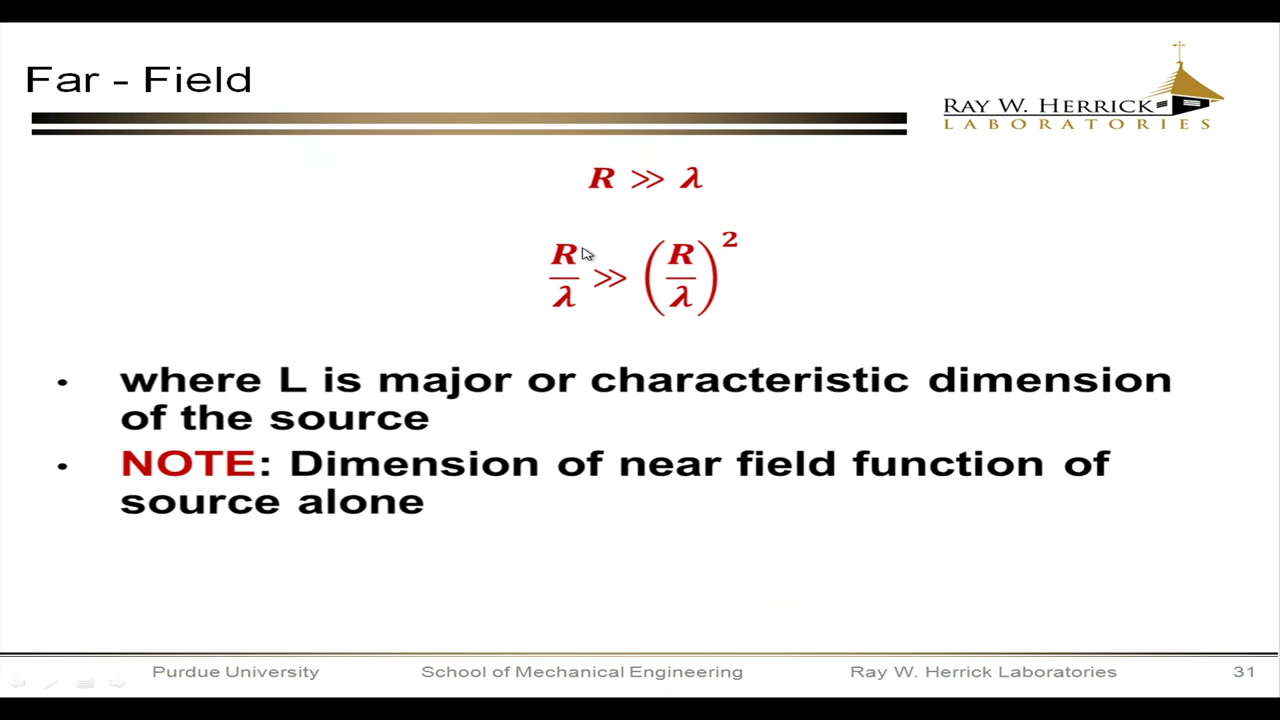 Far - Field
RAY W. HERRICK
LABORATORIES
R ≫ λ
R/λ ≫ (R/λ)²
• where L is major or characteristic dimension
of the source
• NOTE: Dimension of near field function of
source alone
Purdue University School of Mechanical Engineering Ray W. Herrick Laboratories 31